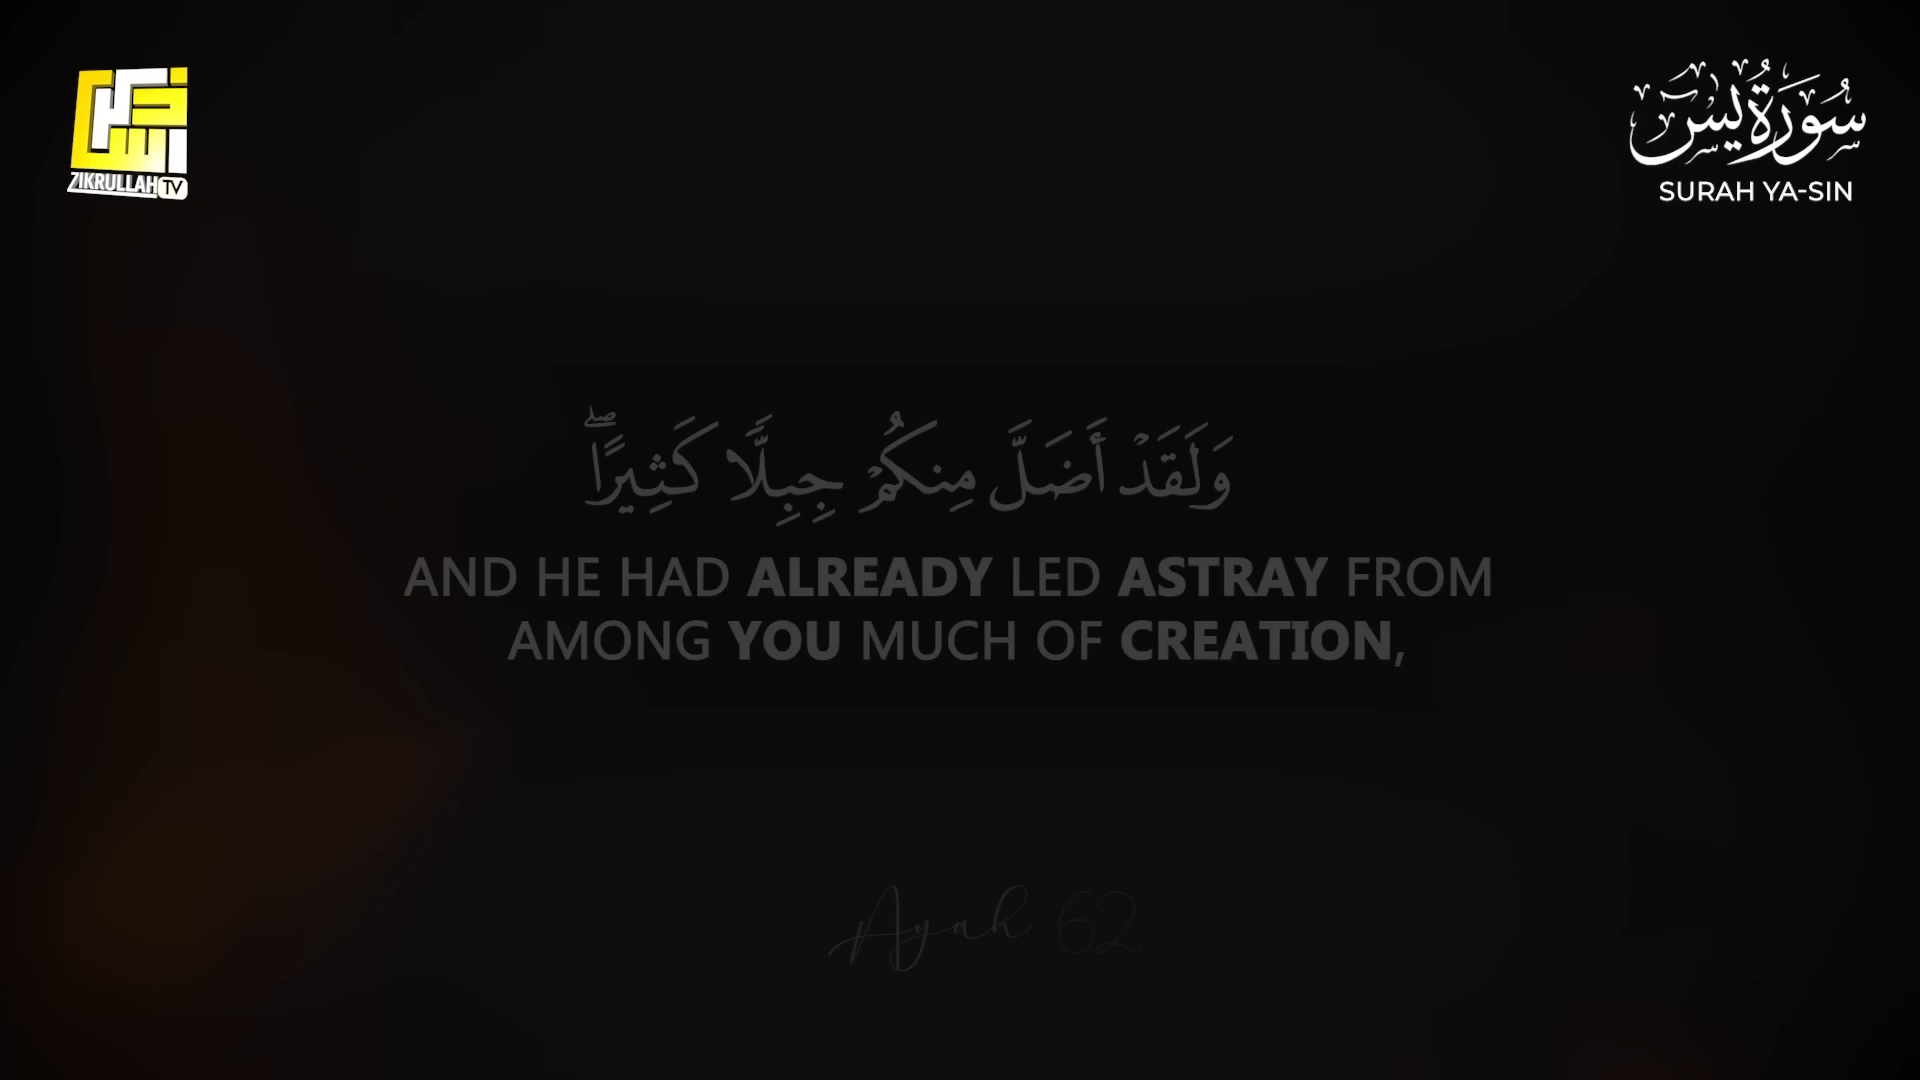 ZIKRULLAH TV
سُورَةُ يسٓ
SURAH YA-SIN
وَلَقَدْ أَضَلَّ مِنكُمْ جِبِلًّا كَثِيرًا ۖ
AND HE HAD ALREADY LED ASTRAY FROM
AMONG YOU MUCH OF CREATION,
Ayah 62